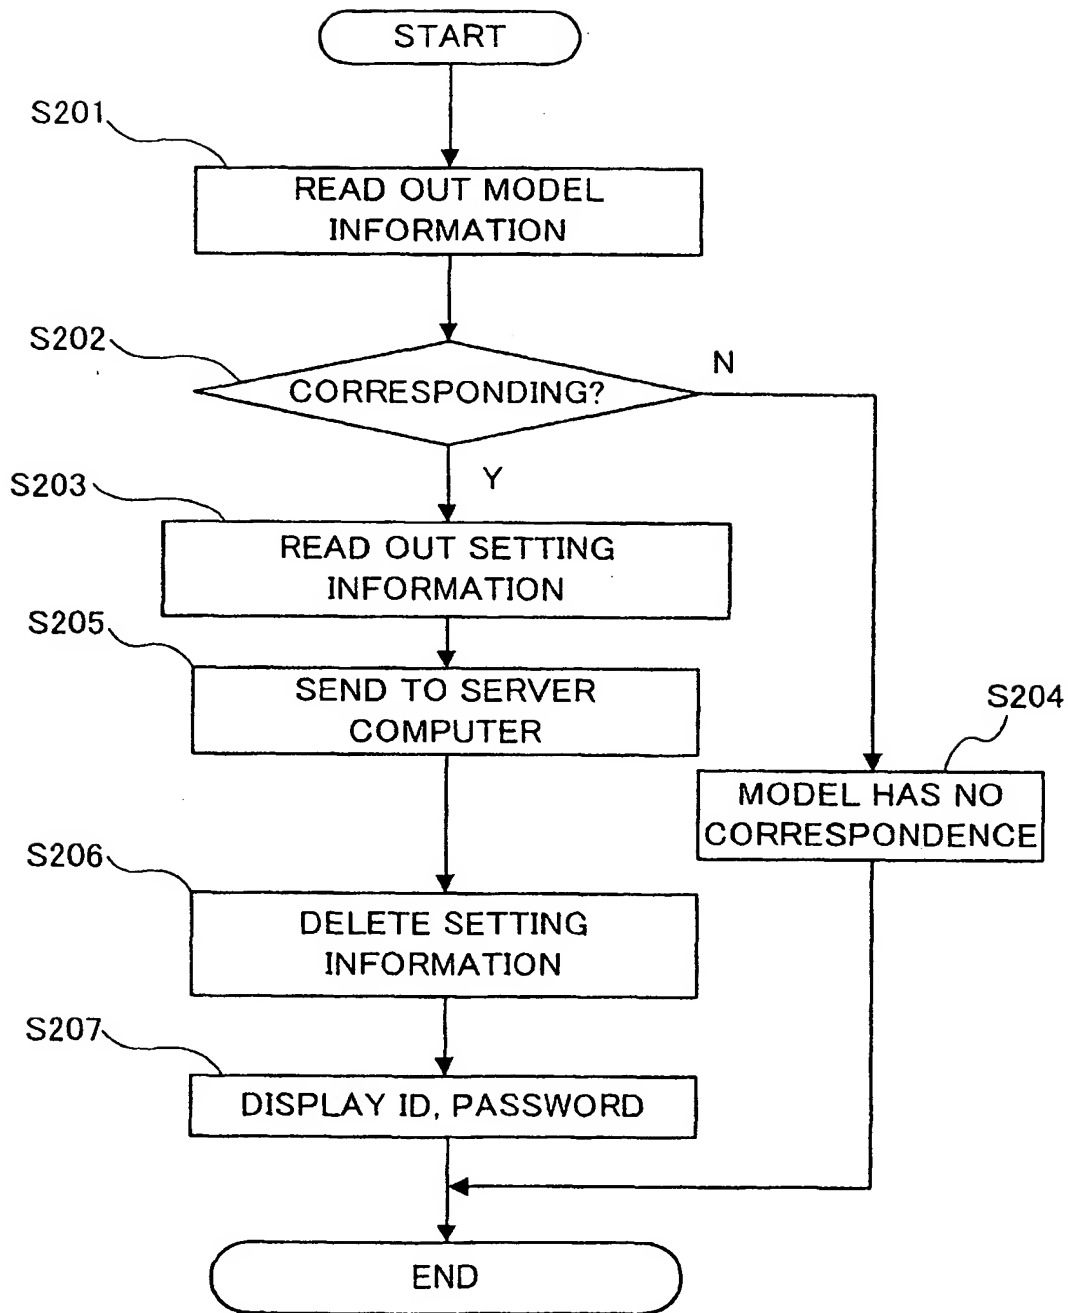 START
S201
READ OUT MODEL
INFORMATION
S202
CORRESPONDING?
N
Y
S203
READ OUT SETTING
INFORMATION
S205
SEND TO SERVER
COMPUTER
S204
MODEL HAS NO
CORRESPONDENCE
S206
DELETE SETTING
INFORMATION
S207
DISPLAY ID, PASSWORD
END